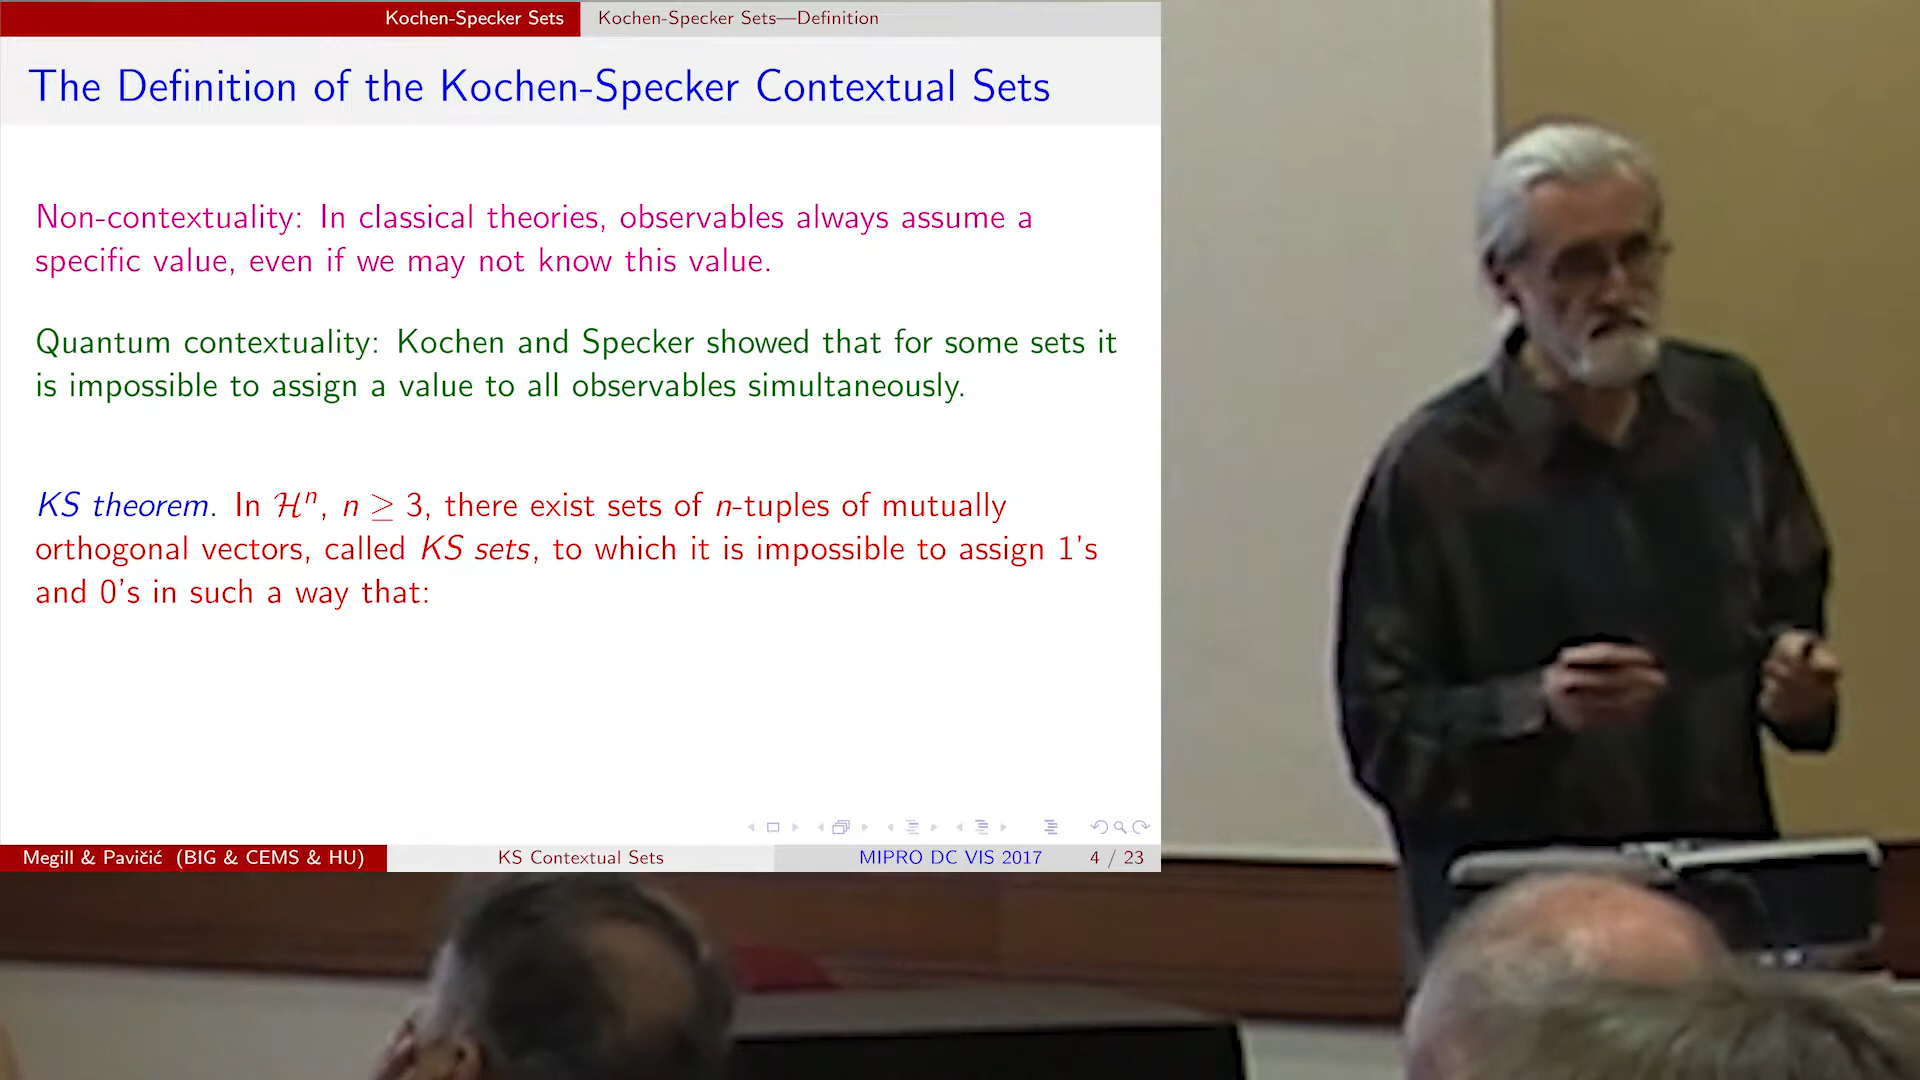 Kochen-Specker Sets
Kochen-Specker Sets—Definition
The Definition of the Kochen-Specker Contextual Sets
Non-contextuality: In classical theories, observables always assume a
specific value, even if we may not know this value.
Quantum contextuality: Kochen and Specker showed that for some sets it
is impossible to assign a value to all observables simultaneously.
KS theorem. In ℋⁿ, n ≥ 3, there exist sets of n-tuples of mutually
orthogonal vectors, called KS sets, to which it is impossible to assign 1's
and 0's in such a way that:
Megill & Pavičić (BIG & CEMS & HU)
KS Contextual Sets
MIPRO DC VIS 2017
4 / 23